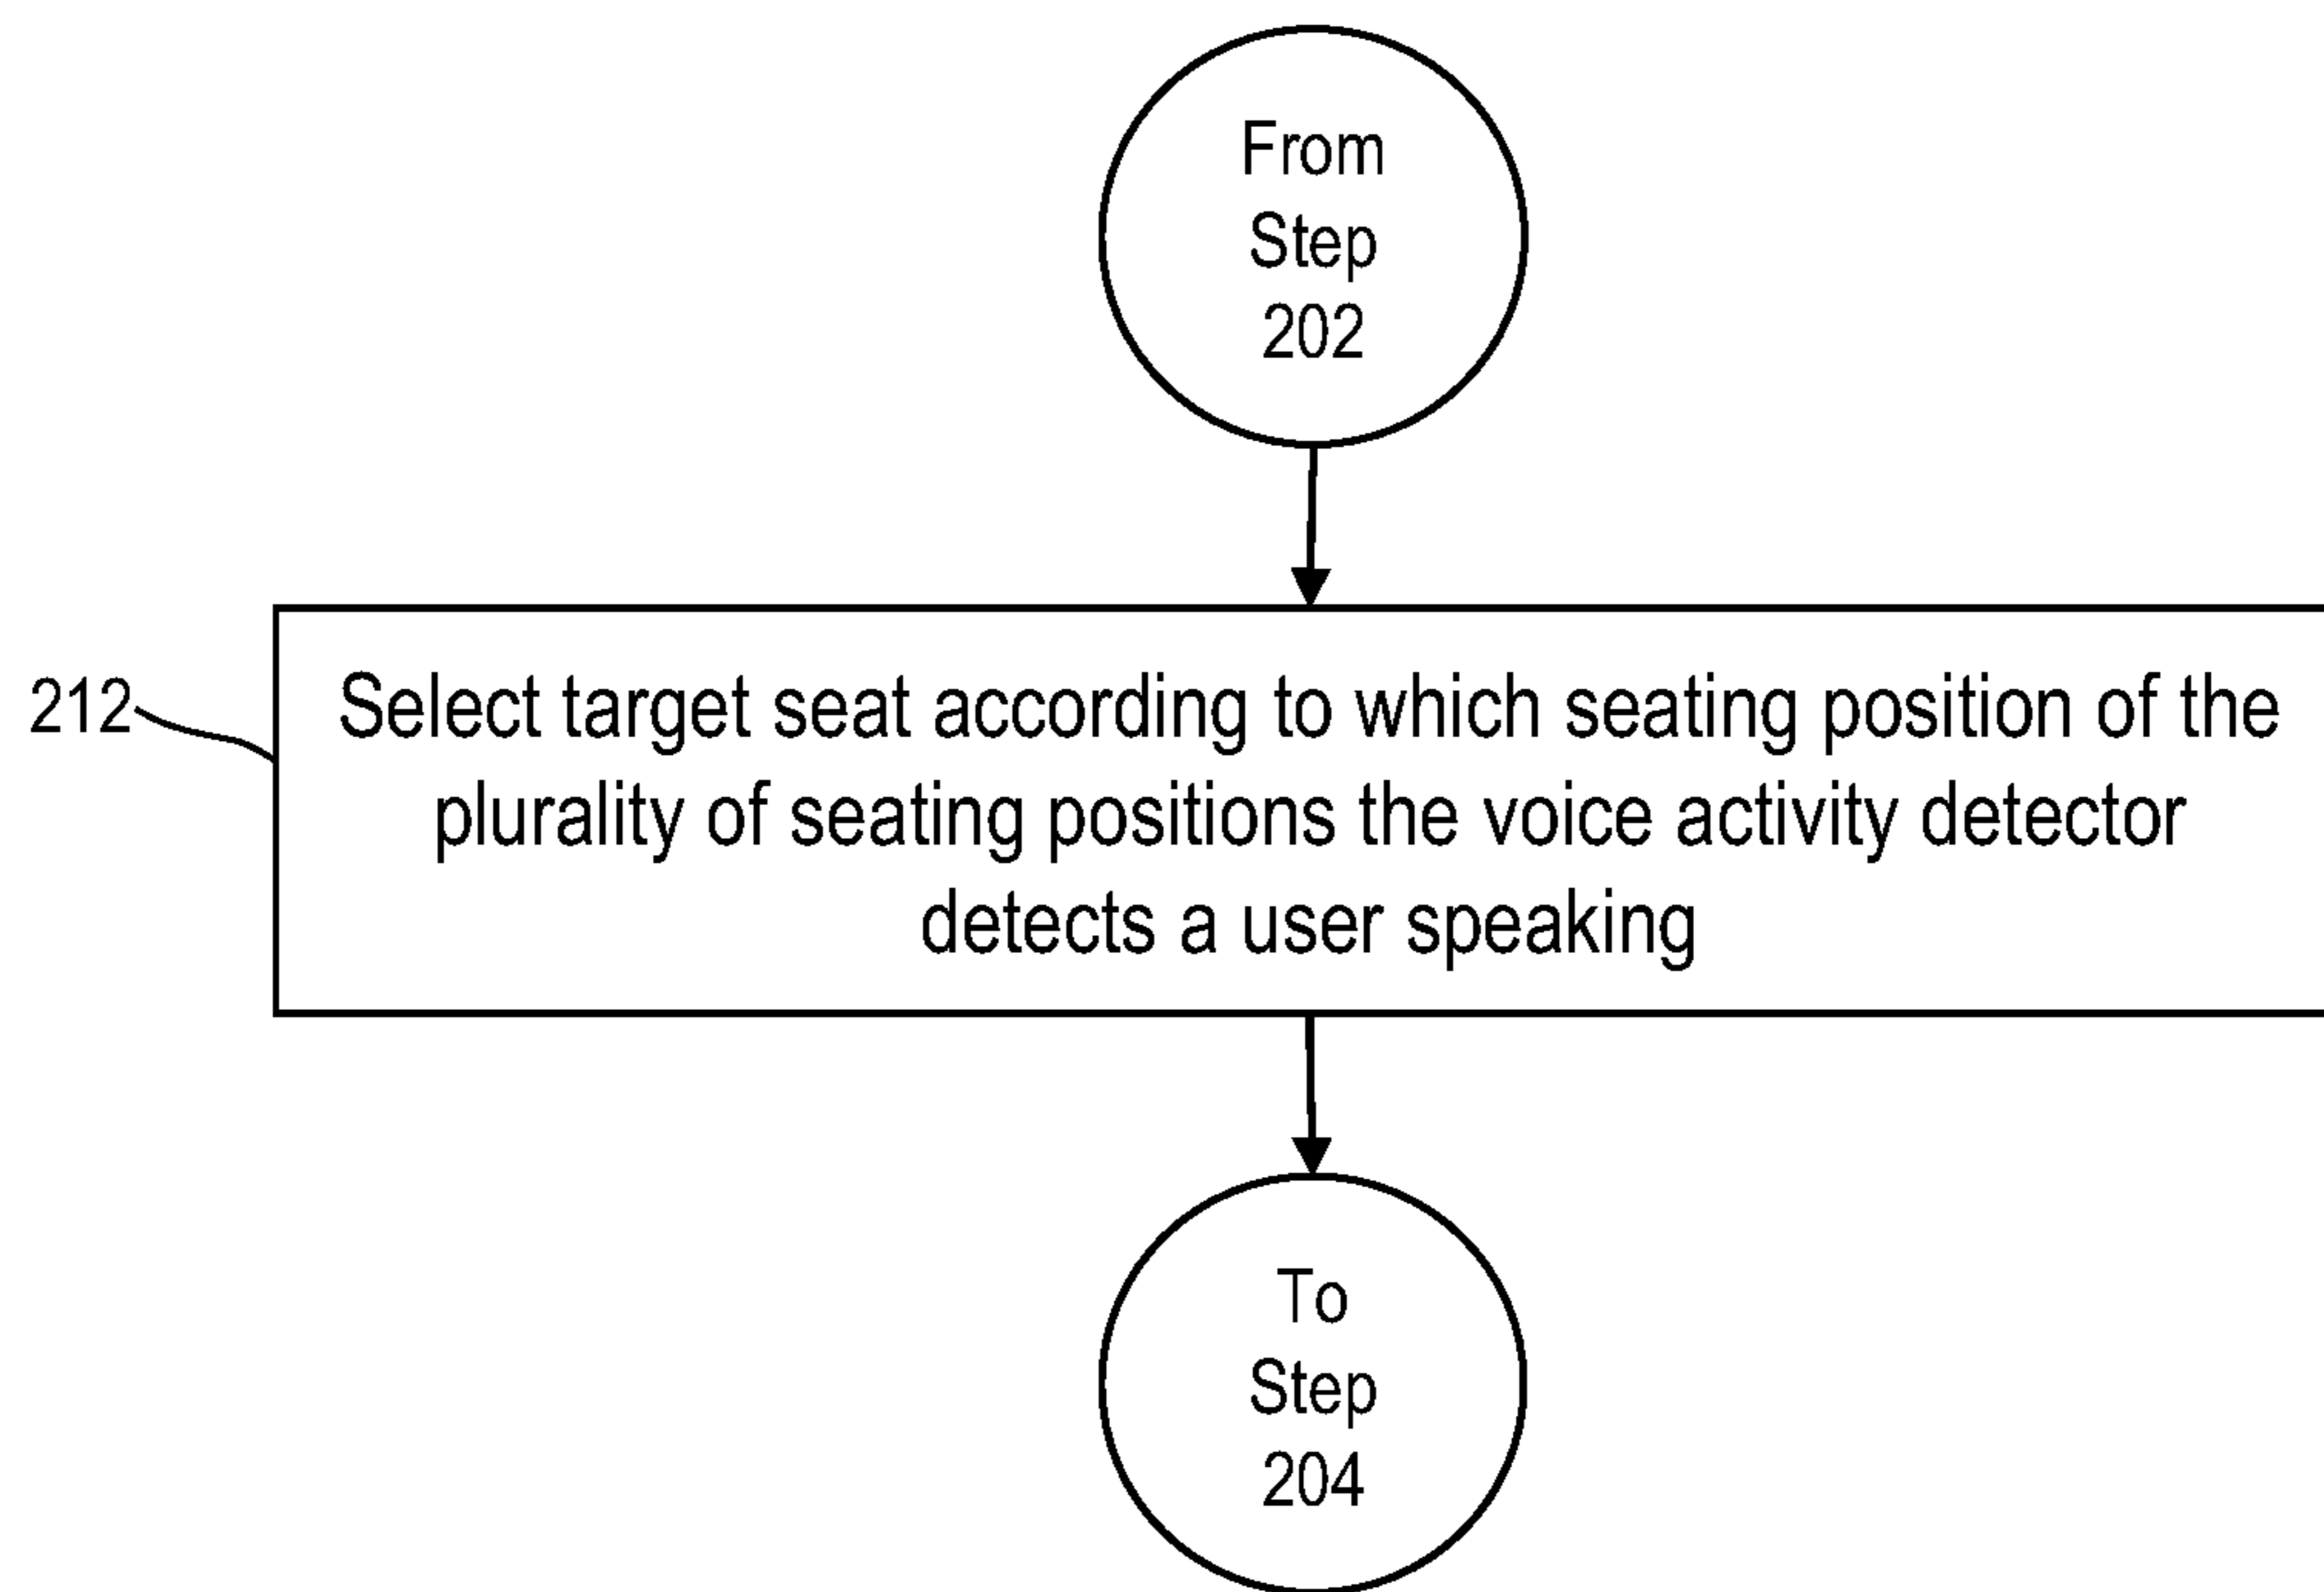 From
Step
202
212
Select target seat according to which seating position of the
plurality of seating positions the voice activity detector
detects a user speaking
To
Step
204